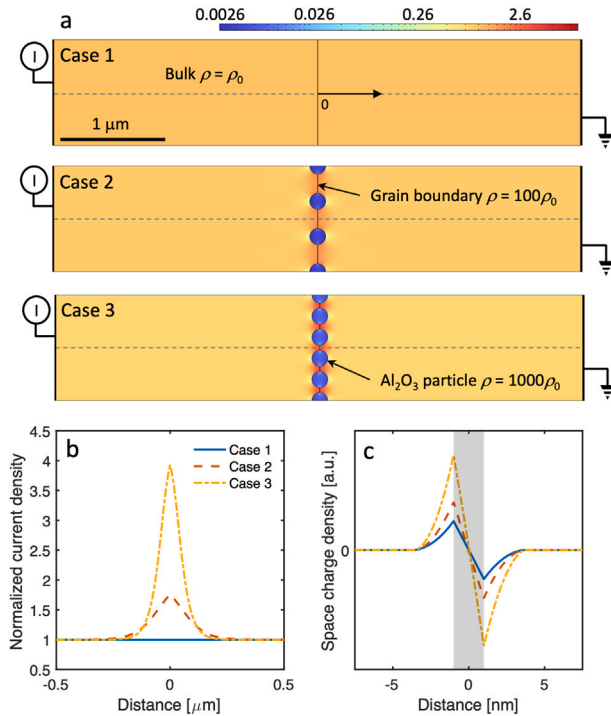 0.0026 0.026 0.26 2.6
a
I
Case 1
Bulk ρ = ρ0
0
1 μm
I
Case 2
Grain boundary ρ = 100ρ0
I
Case 3
Al2O3 particle ρ = 1000ρ0
b
Normalized current density
4.5
4
3.5
3
2.5
2
1.5
1
0.5
Case 1
Case 2
Case 3
-0.5 0 0.5
Distance [μm]
c
Space charge density [a.u.]
0
-5 0 5
Distance [nm]